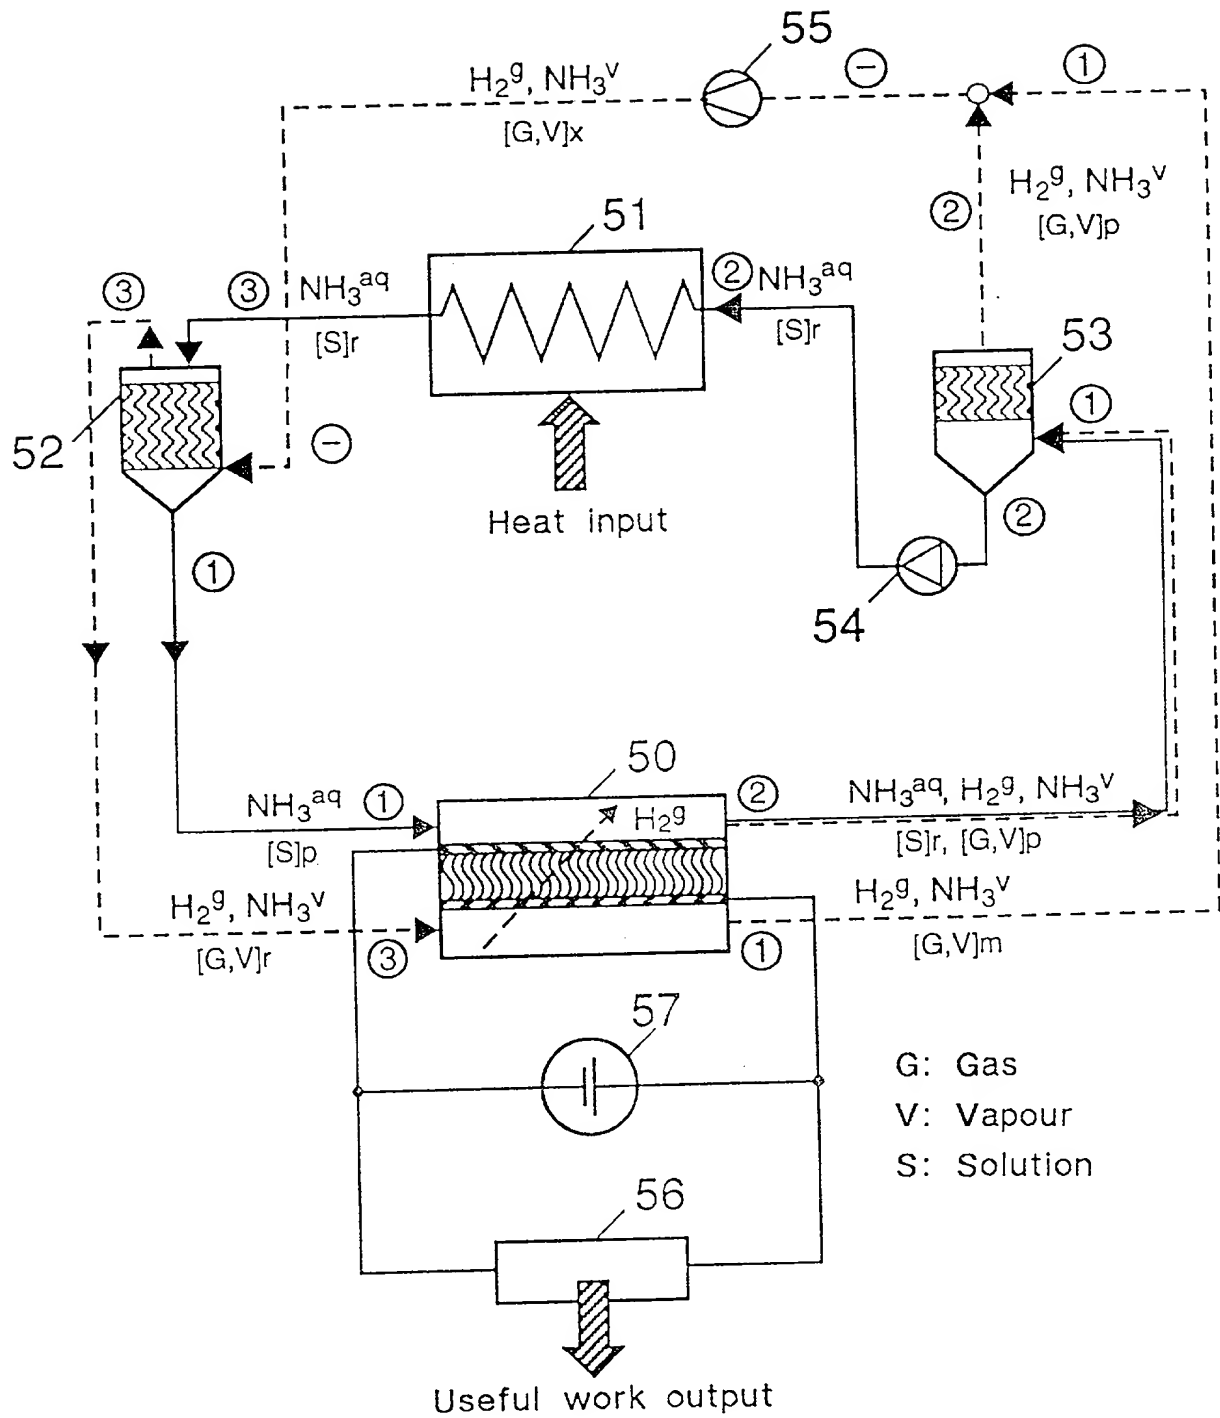 55
H₂ᵍ, NH₃ᵛ
−
1
[G,V]x
H₂ᵍ, NH₃ᵛ
2
[G,V]p
51
3
3
NH₃ᵃq
2
NH₃ᵃq
[S]r
[S]r
53
1
52
−
Heat input
2
1
54
50
NH₃ᵃq
1
2
NH₃ᵃq, H₂ᵍ, NH₃ᵛ
H₂ᵍ
[S]p
[S]r, [G,V]p
H₂ᵍ, NH₃ᵛ
H₂ᵍ, NH₃ᵛ
[G,V]r
3
1
[G,V]m
57
G: Gas
V: Vapour
S: Solution
56
Useful work output